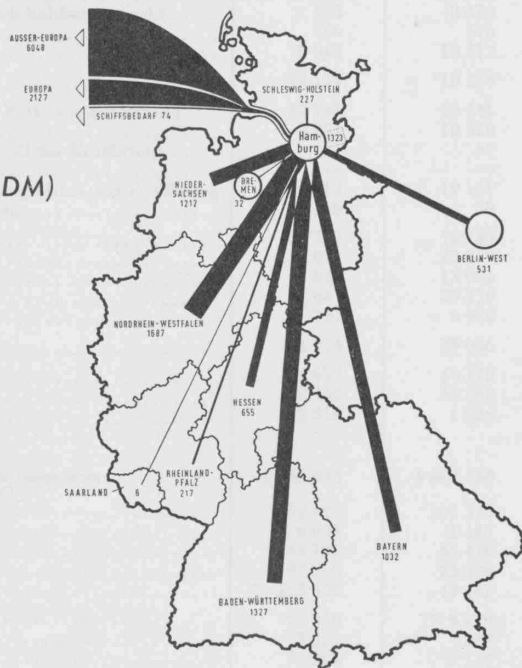 AUSSER-EUROPA
6048
EUROPA
2127
SCHIFFSBEDARF 74
SCHLESWIG-HOLSTEIN
227
Ham-
burg
1323
DM)
NIEDER-
SACHSEN
1212
BRE-
MEN
32
BERLIN-WEST
531
NORDRHEIN-WESTFALEN
1687
HESSEN
655
RHEINLAND-
PFALZ
217
SAARLAND
6
BAYERN
1032
BADEN-WÜRTTEMBERG
1327